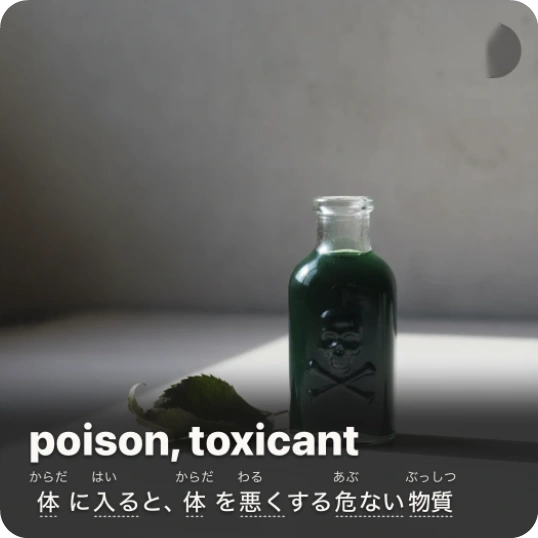 poison, toxicant
からだ はい からだ わる あぶ ぶっしつ
体に入ると、体を悪くする危ない物質